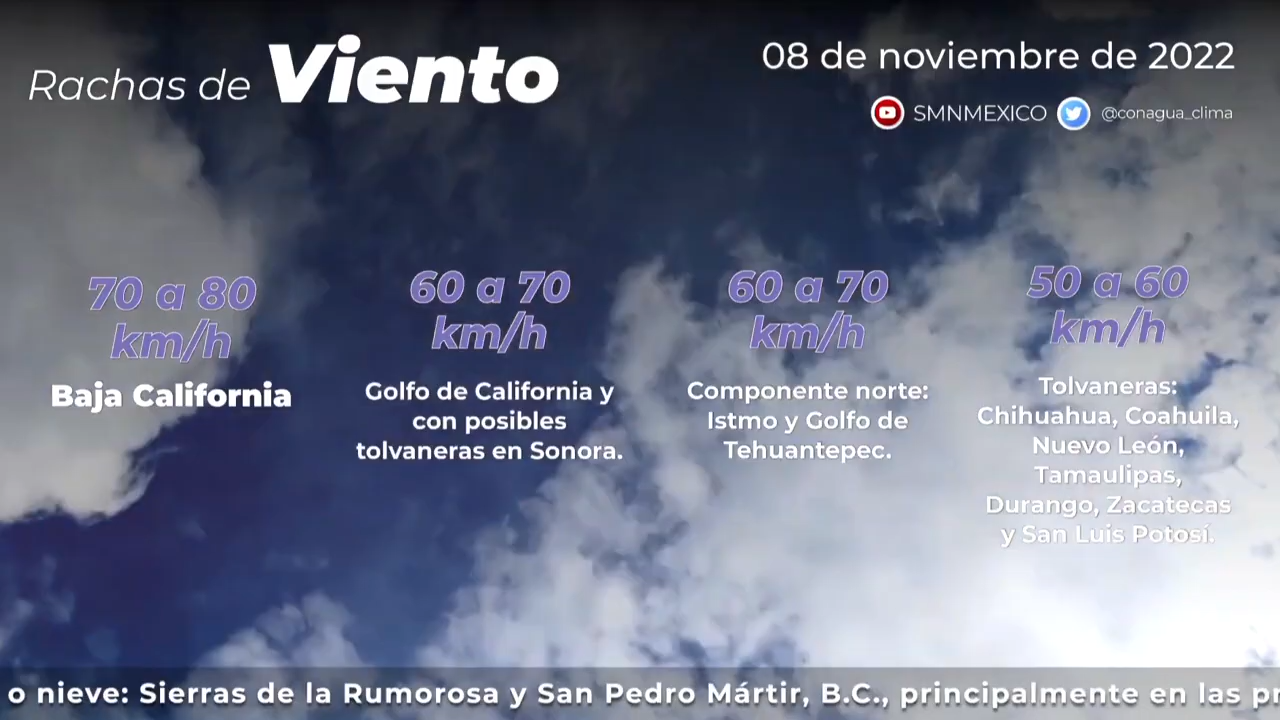 Rachas de Viento
08 de noviembre de 2022
SMNMEXICO @conagua_clima
70 a 80
km/h
Baja California
60 a 70
km/h
Golfo de California y
con posibles
tolvaneras en Sonora.
60 a 70
km/h
Componente norte:
Istmo y Golfo de
Tehuantepec.
50 a 60
km/h
Tolvaneras:
Chihuahua, Coahuila,
Nuevo León,
Tamaulipas,
Durango, Zacatecas
y San Luis Potosí.
o nieve: Sierras de la Rumorosa y San Pedro Mártir, B.C., principalmente en las